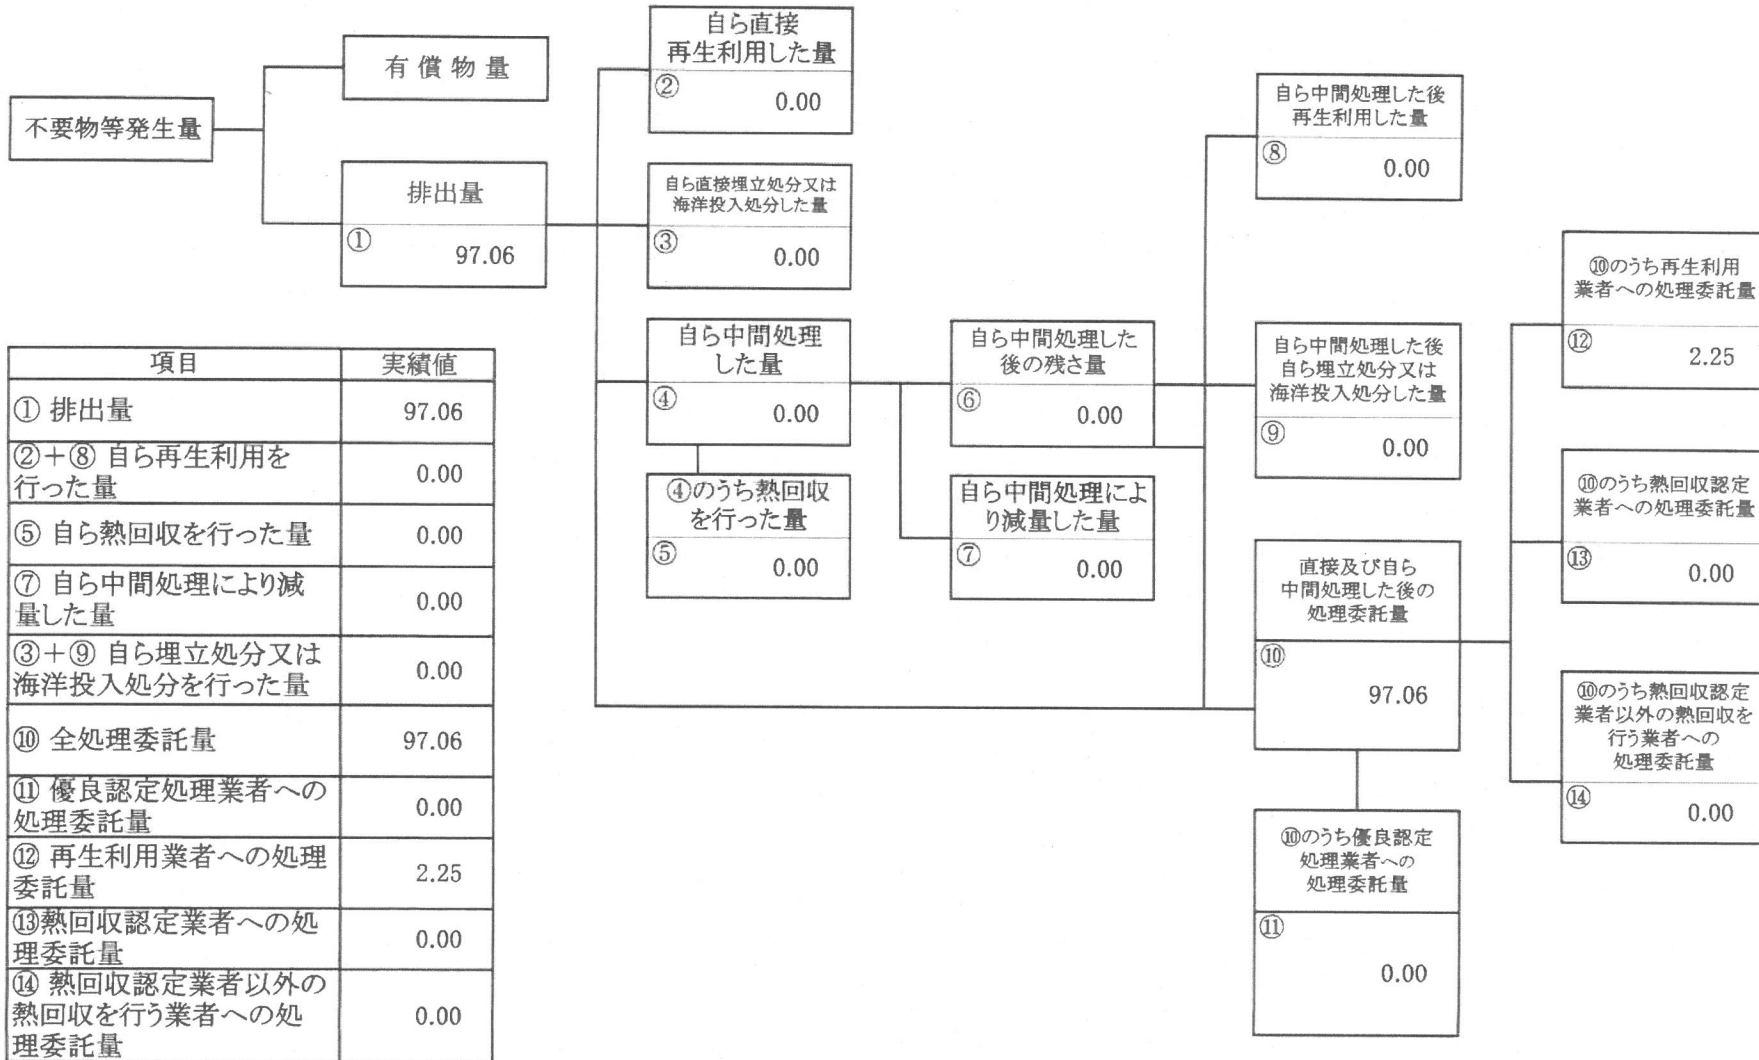 不要物等発生量
有償物量
排出量
①
97.06
自ら直接
再生利用した量
②
0.00
自ら直接埋立処分又は
海洋投入処分した量
③
0.00
自ら中間処理
した量
④
0.00
④のうち熱回収
を行った量
⑤
0.00
自ら中間処理した
後の残さ量
⑥
0.00
自ら中間処理によ
り減量した量
⑦
0.00
自ら中間処理した後
再生利用した量
⑧
0.00
自ら中間処理した後
自ら埋立処分又は
海洋投入処分した量
⑨
0.00
直接及び自ら
中間処理した後の
処理委託量
⑩
97.06
⑩のうち優良認定
処理業者への
処理委託量
⑪
0.00
⑩のうち再生利用
業者への処理委託量
⑫
2.25
⑩のうち熱回収認定
業者への処理委託量
⑬
0.00
⑩のうち熱回収認定
業者以外の熱回収を
行う業者への
処理委託量
⑭
0.00
項目 実績値
① 排出量 97.06
②+⑧ 自ら再生利用を
行った量 0.00
⑤ 自ら熱回収を行った量 0.00
⑦ 自ら中間処理により減
量した量 0.00
③+⑨ 自ら埋立処分又は
海洋投入処分を行った量 0.00
⑩ 全処理委託量 97.06
⑪ 優良認定処理業者への
処理委託量 0.00
⑫ 再生利用業者への処理
委託量 2.25
⑬熱回収認定業者への処
理委託量 0.00
⑭ 熱回収認定業者以外の
熱回収を行う業者への処
理委託量 0.00